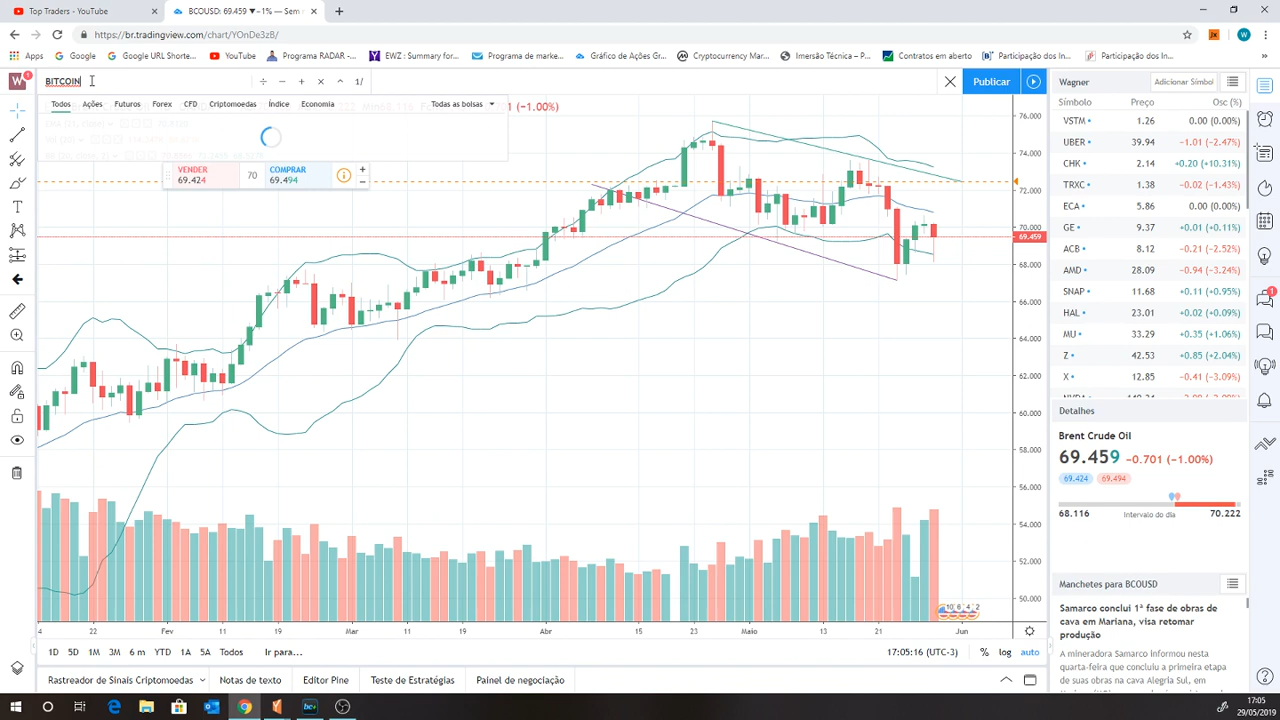 Top Traders - YouTube
BCOUSD: 69.459 ▼−1% — Sem
br.tradingview.com/chart/YOnDe3zB/
Apps
Google
Google URL Shorte...
YouTube
Programa RADAR -...
EWZ : Summary for...
Programa de marke...
Gráfico de Ações Gr...
Cryptocurrency Mar...
Imersão Técnica – P...
Contratos em aberto
Participação dos In...
Participação dos In...
BITCOIN
1/
Publicar
Todos Ações Futuros Forex CFD Criptomoedas Índice Economia
Todas as bolsas
(−1.00%)
VENDER
69.424
70
COMPRAR
69.494
76.000
74.000
72.000
70.000
69.459
68.000
66.000
64.000
62.000
60.000
58.000
56.000
54.000
52.000
50.000
4 22 Fev 11 19 Mar 11 19 Abr 15 23 Maio 13 21 Jun
1D 5D 1M 3M 6 m YTD 1A 5A Todos Ir para...
17:05:16 (UTC-3) % log auto
Rastreador de Sinais Criptomoedas Notas de texto Editor Pine Teste de Estratégias Painel de negociação
Wagner
Adicionar Símbol
Símbolo Preço Osc (%)
VSTM 1.26 0.00 (0.00%)
UBER 39.94 −1.01 (−2.47%)
CHK 2.14 +0.20 (+10.31%)
TRXC 1.38 −0.02 (−1.43%)
ECA 5.86 0.00 (0.00%)
GE 9.37 +0.01 (+0.11%)
ACB 8.12 −0.21 (−2.52%)
AMD 28.09 −0.94 (−3.24%)
SNAP 11.68 +0.11 (+0.95%)
HAL 23.01 +0.02 (+0.09%)
MU 33.29 +0.35 (+1.06%)
Z 42.53 +0.85 (+2.04%)
X 12.85 −0.41 (−3.09%)
Detalhes
Brent Crude Oil
69.459 −0.701 (−1.00%)
69.424 69.494
68.116 Intervalo do dia 70.222
Manchetes para BCOUSD
Samarco conclui 1ª fase de obras de
cava em Mariana, visa retomar
produção
A mineradora Samarco informou nesta
quarta-feira que concluiu a primeira etapa
de suas obras na cava Alegria Sul, em
17:05
29/05/2019